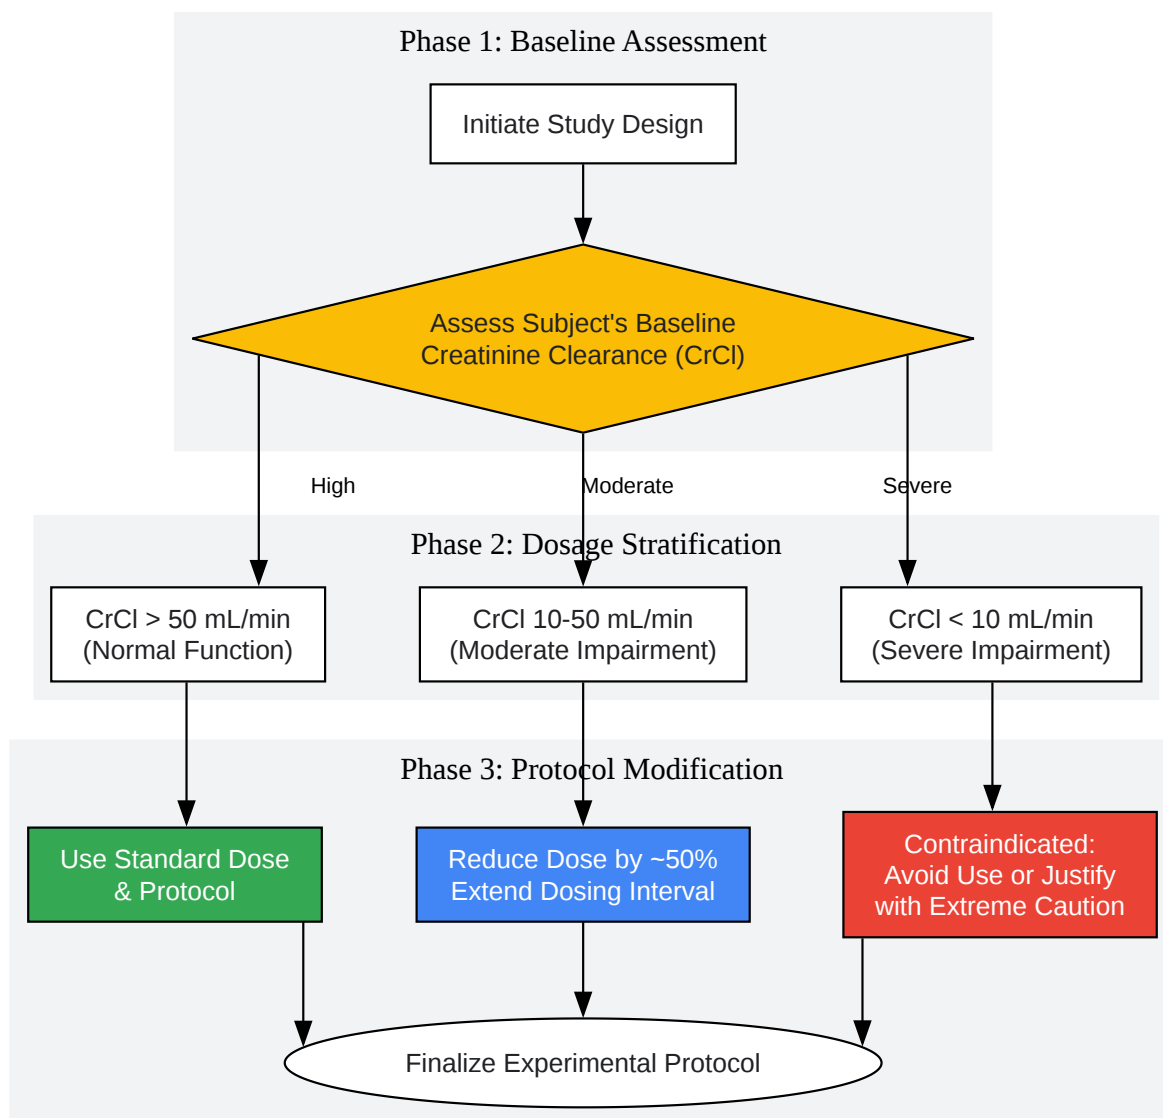 Phase 1: Baseline Assessment
Initiate Study Design
Assess Subject's Baseline
Creatinine Clearance (CrCl)
High
Moderate
Severe
Phase 2: Dosage Stratification
CrCl > 50 mL/min
(Normal Function)
CrCl 10-50 mL/min
(Moderate Impairment)
CrCl < 10 mL/min
(Severe Impairment)
Phase 3: Protocol Modification
Use Standard Dose
& Protocol
Reduce Dose by ~50%
Extend Dosing Interval
Contraindicated:
Avoid Use or Justify
with Extreme Caution
Finalize Experimental Protocol